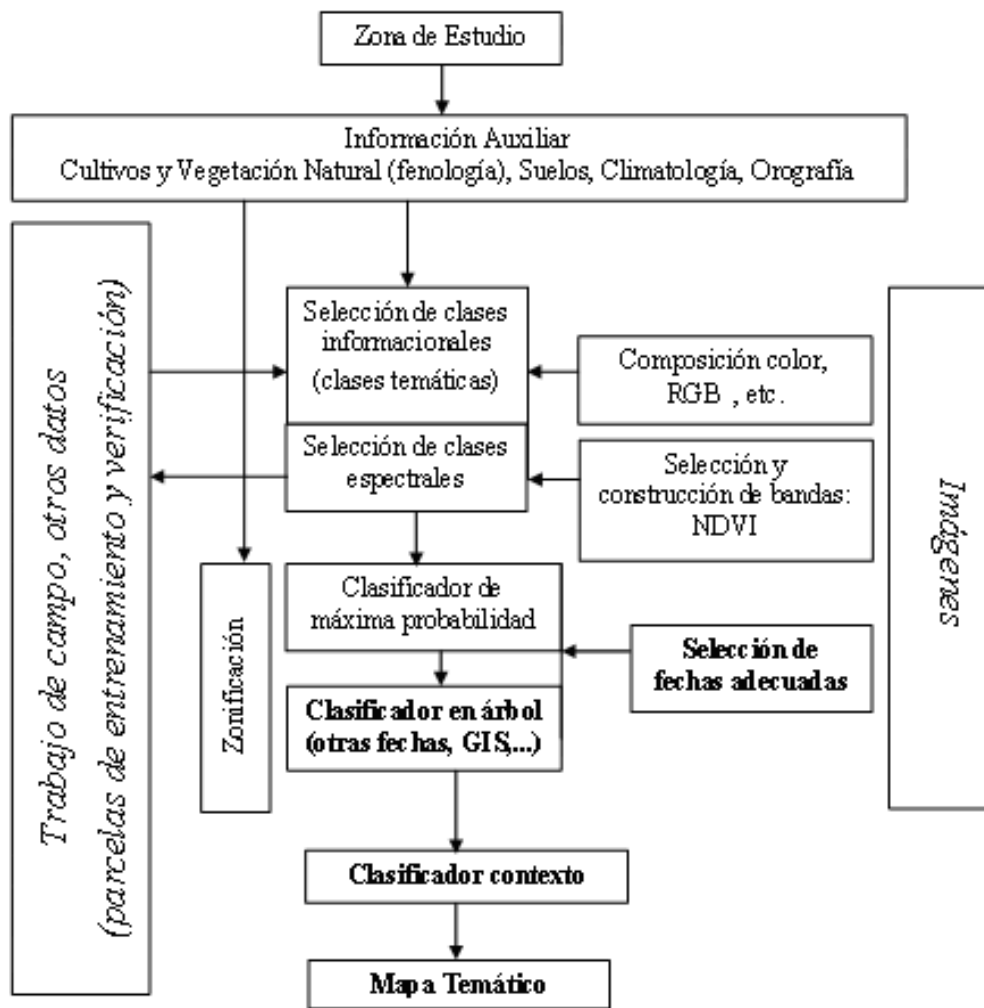 Zona de Estudio
Información Auxiliar
Cultivos y Vegetación Natural (fenología), Suelos, Climatología, Orografía
Trabajo de campo, otros datos
(parcelas de entrenamiento y verificación)
Selección de clases
informacionales
(clases temáticas)
Composición color,
RGB , etc.
Selección de clases
espectrales
Selección y
construcción de bandas:
NDVI
Imágenes
Zonificación
Clasificador de
máxima probabilidad
Selección de
fechas adecuadas
Clasificador en árbol
(otras fechas, GIS,...)
Clasificador contexto
Mapa Temático